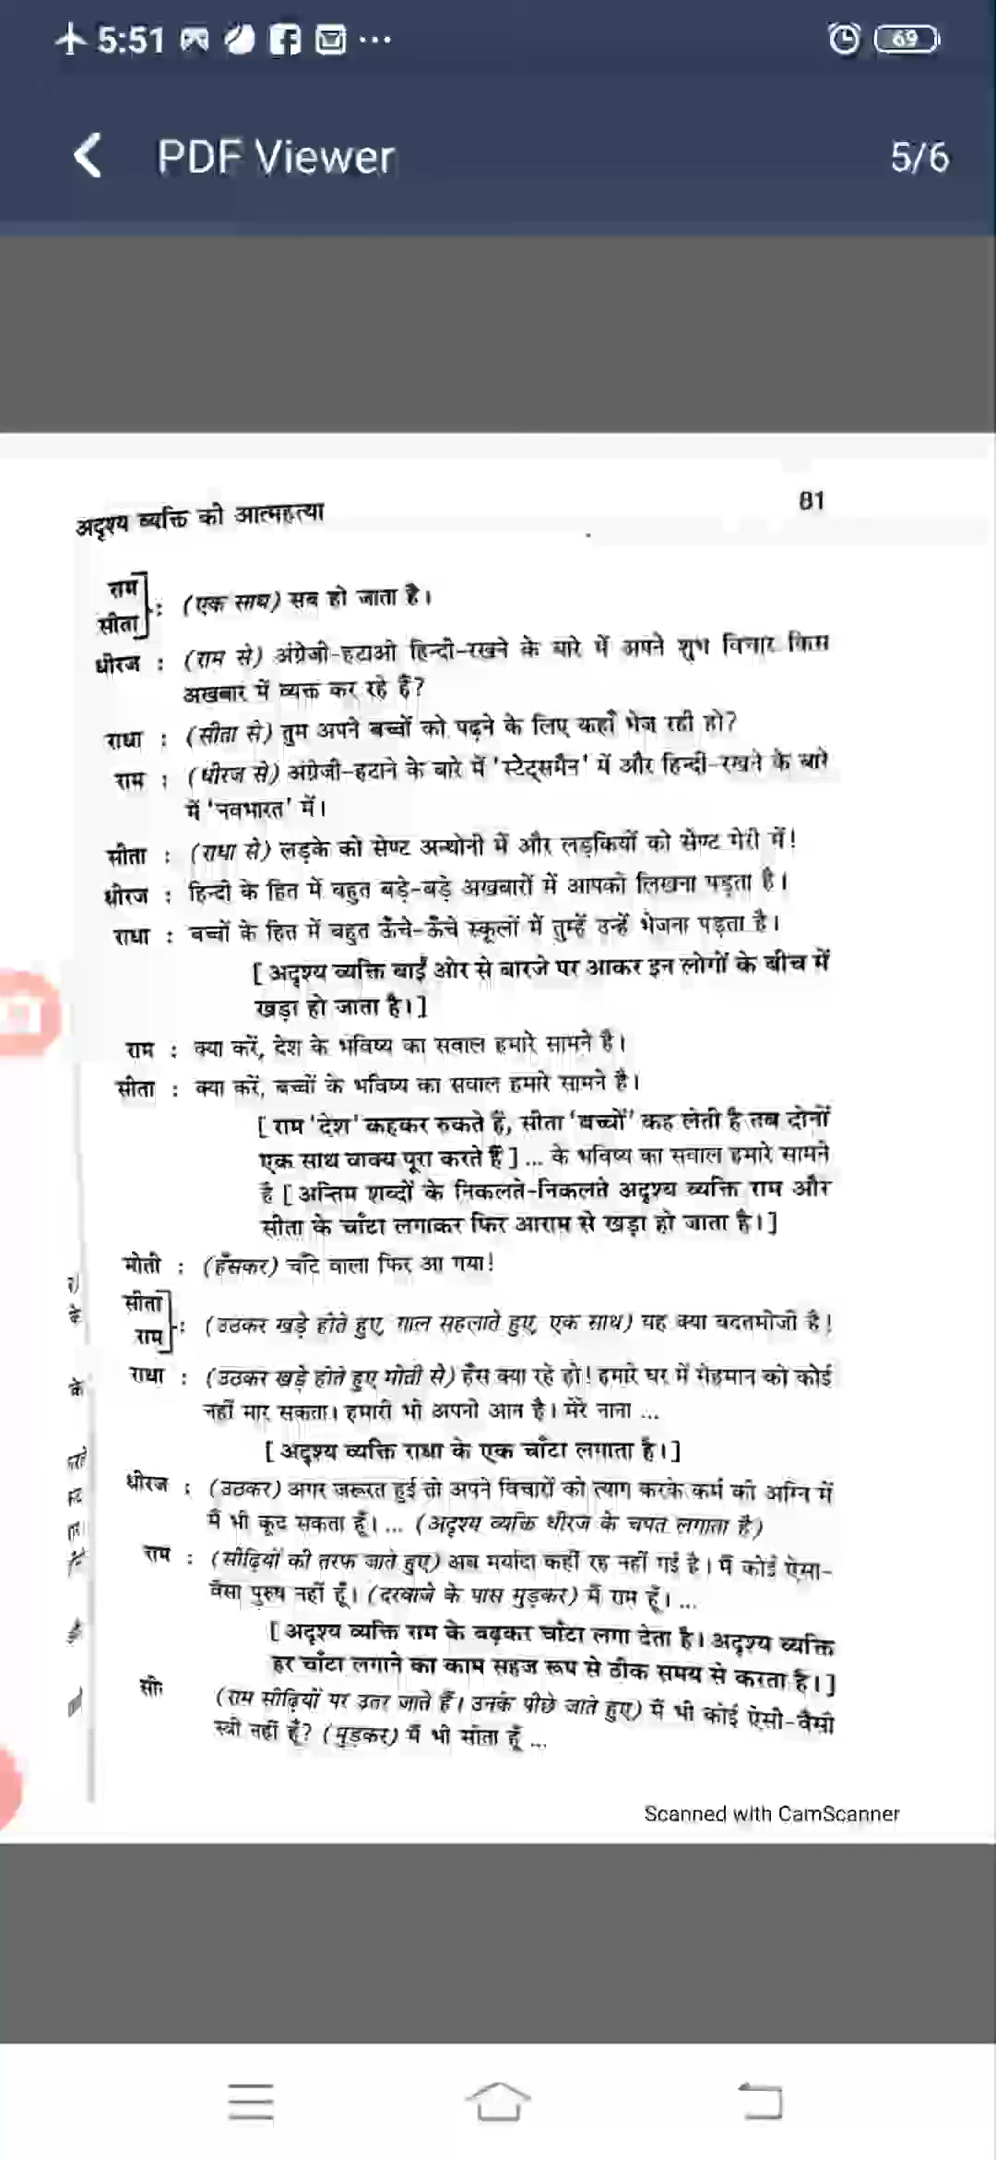 5:51
69
PDF Viewer
5/6
अदृश्य व्यक्ति की आत्महत्या
81
राम
सीता
: (एक साथ) सब हो जाता है।
धीरज : (राम से) अंग्रेजी-हटाओ हिन्दी-रखने के बारे में अपने शुभ विचार किस
अखबार में व्यक्त कर रहे हैं?
राधा : (सीता से) तुम अपने बच्चों को पढ़ने के लिए कहाँ भेज रही हो?
राम : (धीरज से) अंग्रेजी-हटाने के बारे में 'स्टेट्समैन' में और हिन्दी-रखने के बारे
में 'नवभारत' में।
सीता : (राधा से) लड़के को सेण्ट अन्थोनी में और लड़कियों को सेण्ट मेरी में!
धीरज : हिन्दी के हित में बहुत बड़े-बड़े अखबारों में आपको लिखना पड़ता है।
राधा : बच्चों के हित में बहुत ऊँचे-ऊँचे स्कूलों में तुम्हें उन्हें भेजना पड़ता है।
[ अदृश्य व्यक्ति बाईं ओर से बारजे पर आकर इन लोगों के बीच में
खड़ा हो जाता है। ]
राम : क्या करें, देश के भविष्य का सवाल हमारे सामने है।
सीता : क्या करें, बच्चों के भविष्य का सवाल हमारे सामने है।
[ राम 'देश' कहकर रुकते हैं, सीता 'बच्चों' कह लेती है तब दोनों
एक साथ वाक्य पूरा करते हैं ] ... के भविष्य का सवाल हमारे सामने
है [ अन्तिम शब्दों के निकलते-निकलते अदृश्य व्यक्ति राम और
सीता के चाँटा लगाकर फिर आराम से खड़ा हो जाता है। ]
मोती : (हँसकर) चाँटे वाला फिर आ गया!
सीता
राम
: (उठकर खड़े होते हुए, गाल सहलाते हुए, एक साथ) यह क्या बदतमीजी है!
राधा : (उठकर खड़े होते हुए मोती से) हँस क्या रहे हो! हमारे घर में मेहमान को कोई
नहीं मार सकता। हमारी भी अपनी आन है। मेरे नाना ...
[ अदृश्य व्यक्ति राधा के एक चाँटा लगाता है। ]
धीरज : (उठकर) अगर जरूरत हुई तो अपने विचारों को त्याग करके कर्म की अग्नि में
मैं भी कूद सकता हूँ। ... (अदृश्य व्यक्ति धीरज के चपत लगाता है)
राम : (सीढ़ियों की तरफ जाते हुए) अब मर्यादा कहीं रह नहीं गई है। मैं कोई ऐसा-
वैसा पुरुष नहीं हूँ। (दरवाजे के पास मुड़कर) मैं राम हूँ। ...
[ अदृश्य व्यक्ति राम के बढ़कर चाँटा लगा देता है। अदृश्य व्यक्ति
हर चाँटा लगाने का काम सहज रूप से ठीक समय से करता है। ]
(राम सीढ़ियों पर उतर जाते हैं। उनके पीछे जाते हुए) मैं भी कोई ऐसी-वैसी
स्त्री नहीं हूँ? (मुड़कर) मैं भी सीता हूँ ...
Scanned with CamScanner